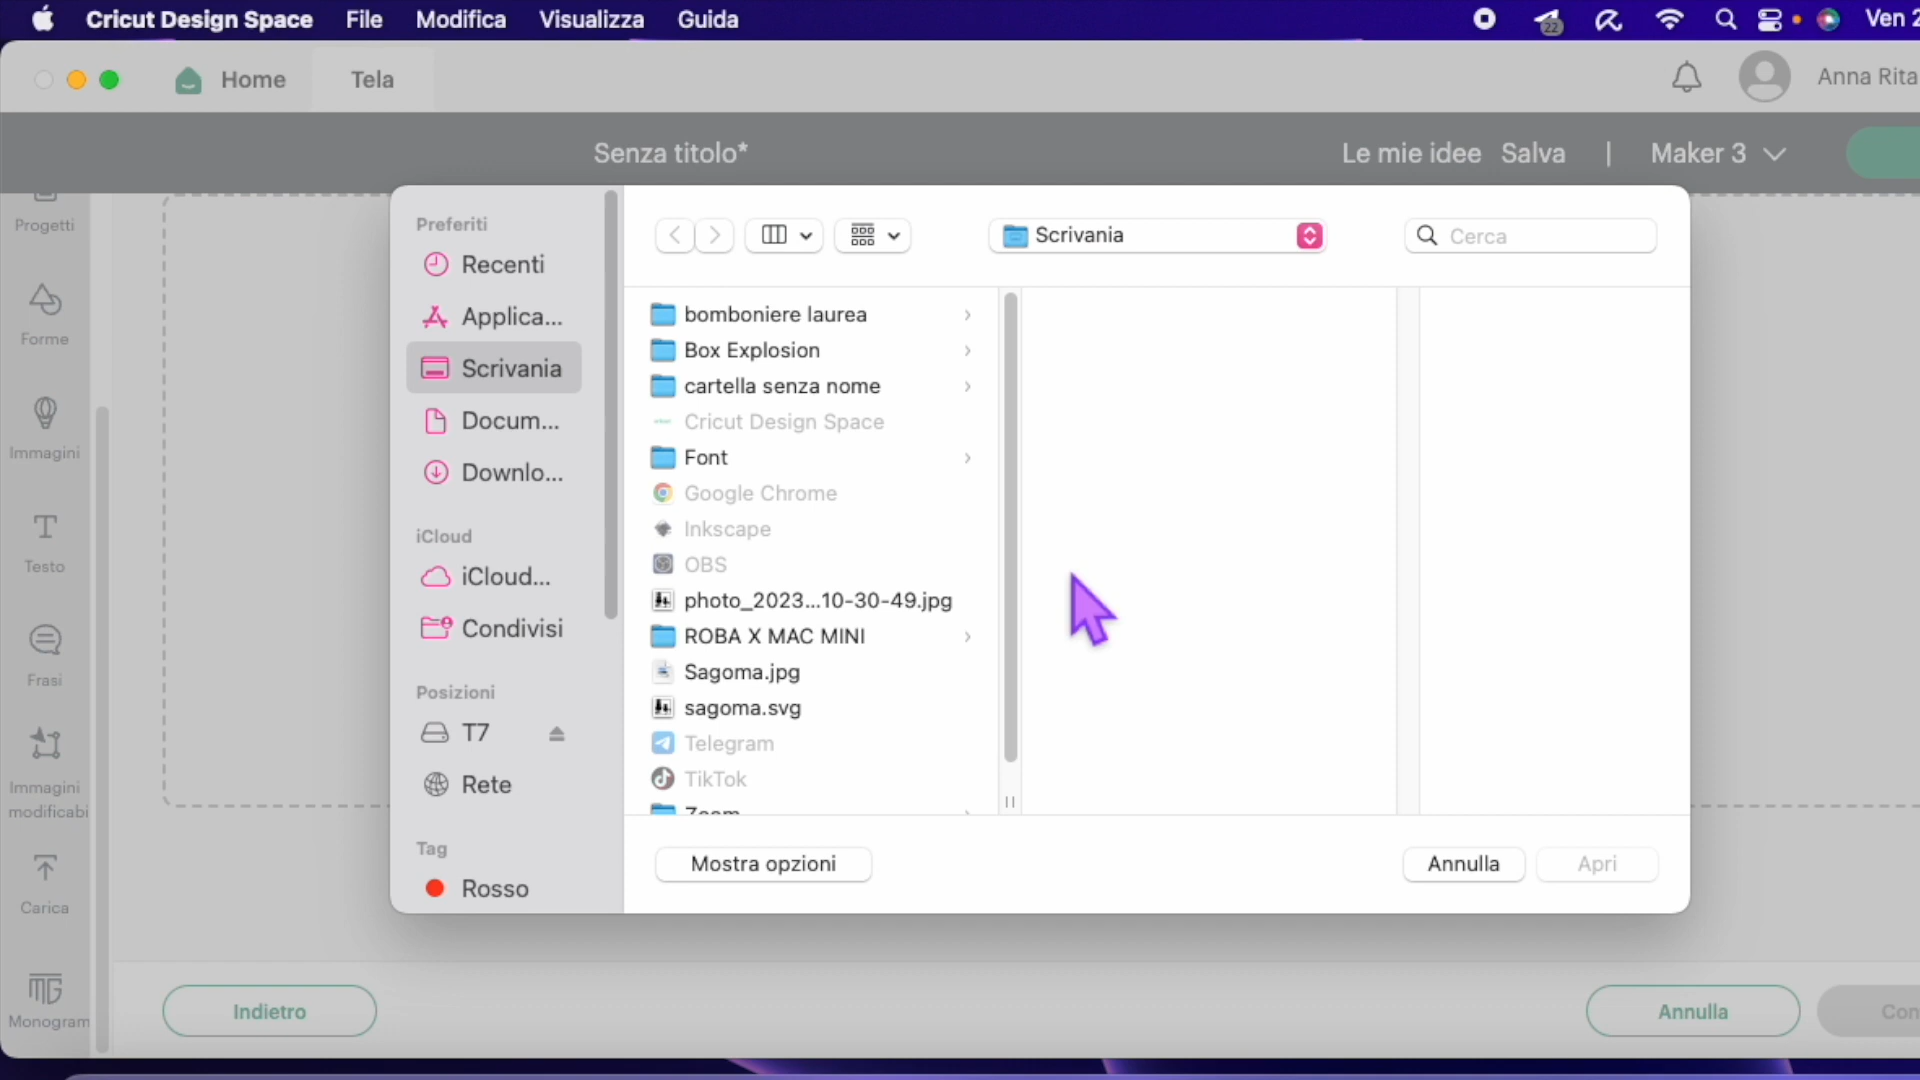 Cricut Design Space File Modifica Visualizza Guida
22
Ven 2
Home
Tela
Anna Rita
Senza titolo*
Le mie idee Salva | Maker 3
Progetti
Forme
Immagini
Testo
Frasi
Immagini
modificabi
Carica
MG
Monogram
Preferiti
Recenti
Applica...
Scrivania
Docum...
Downlo...
iCloud
iCloud...
Condivisi
Posizioni
T7
Rete
Tag
Rosso
Scrivania
Cerca
bomboniere laurea
Box Explosion
cartella senza nome
Cricut Design Space
Font
Google Chrome
Inkscape
OBS
photo_2023...10-30-49.jpg
ROBA X MAC MINI
Sagoma.jpg
sagoma.svg
Telegram
TikTok
Zoom
Mostra opzioni
Annulla
Apri
Indietro
Annulla
Con